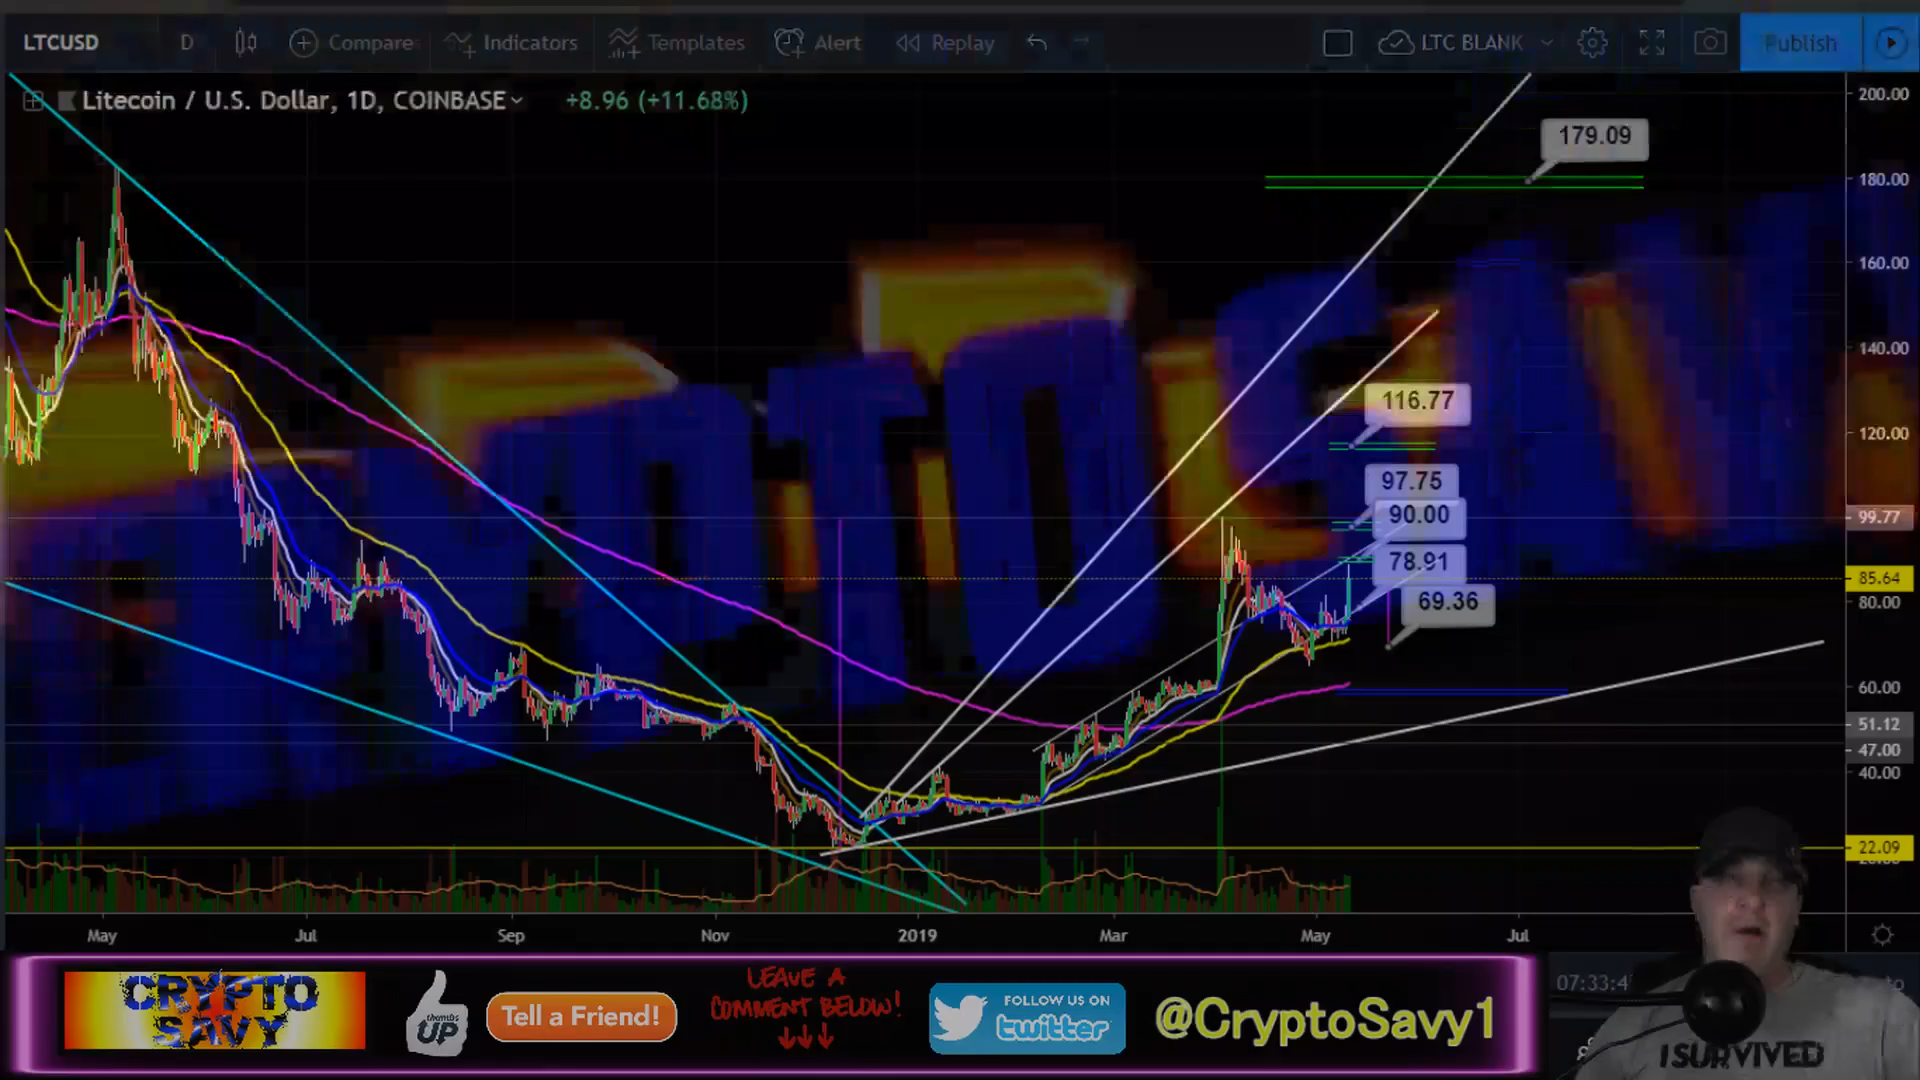 LTCUSD D Compare Indicators Templates Alert Replay LTC BLANK Publish
Litecoin / U.S. Dollar, 1D, COINBASE +8.96 (+11.68%)
200.00
179.09
180.00
160.00
140.00
116.77
120.00
97.75
90.00
99.77
78.91
85.64
69.36
80.00
60.00
51.12
47.00
40.00
22.09
May Jul Sep Nov 2019 Mar May Jul
07:33:4
CRYPTO
SAVY
thumbs
UP
Tell a Friend!
LEAVE A
COMMENT BELOW!
FOLLOW US ON
twitter
@CryptoSavy1
I SURVIVED